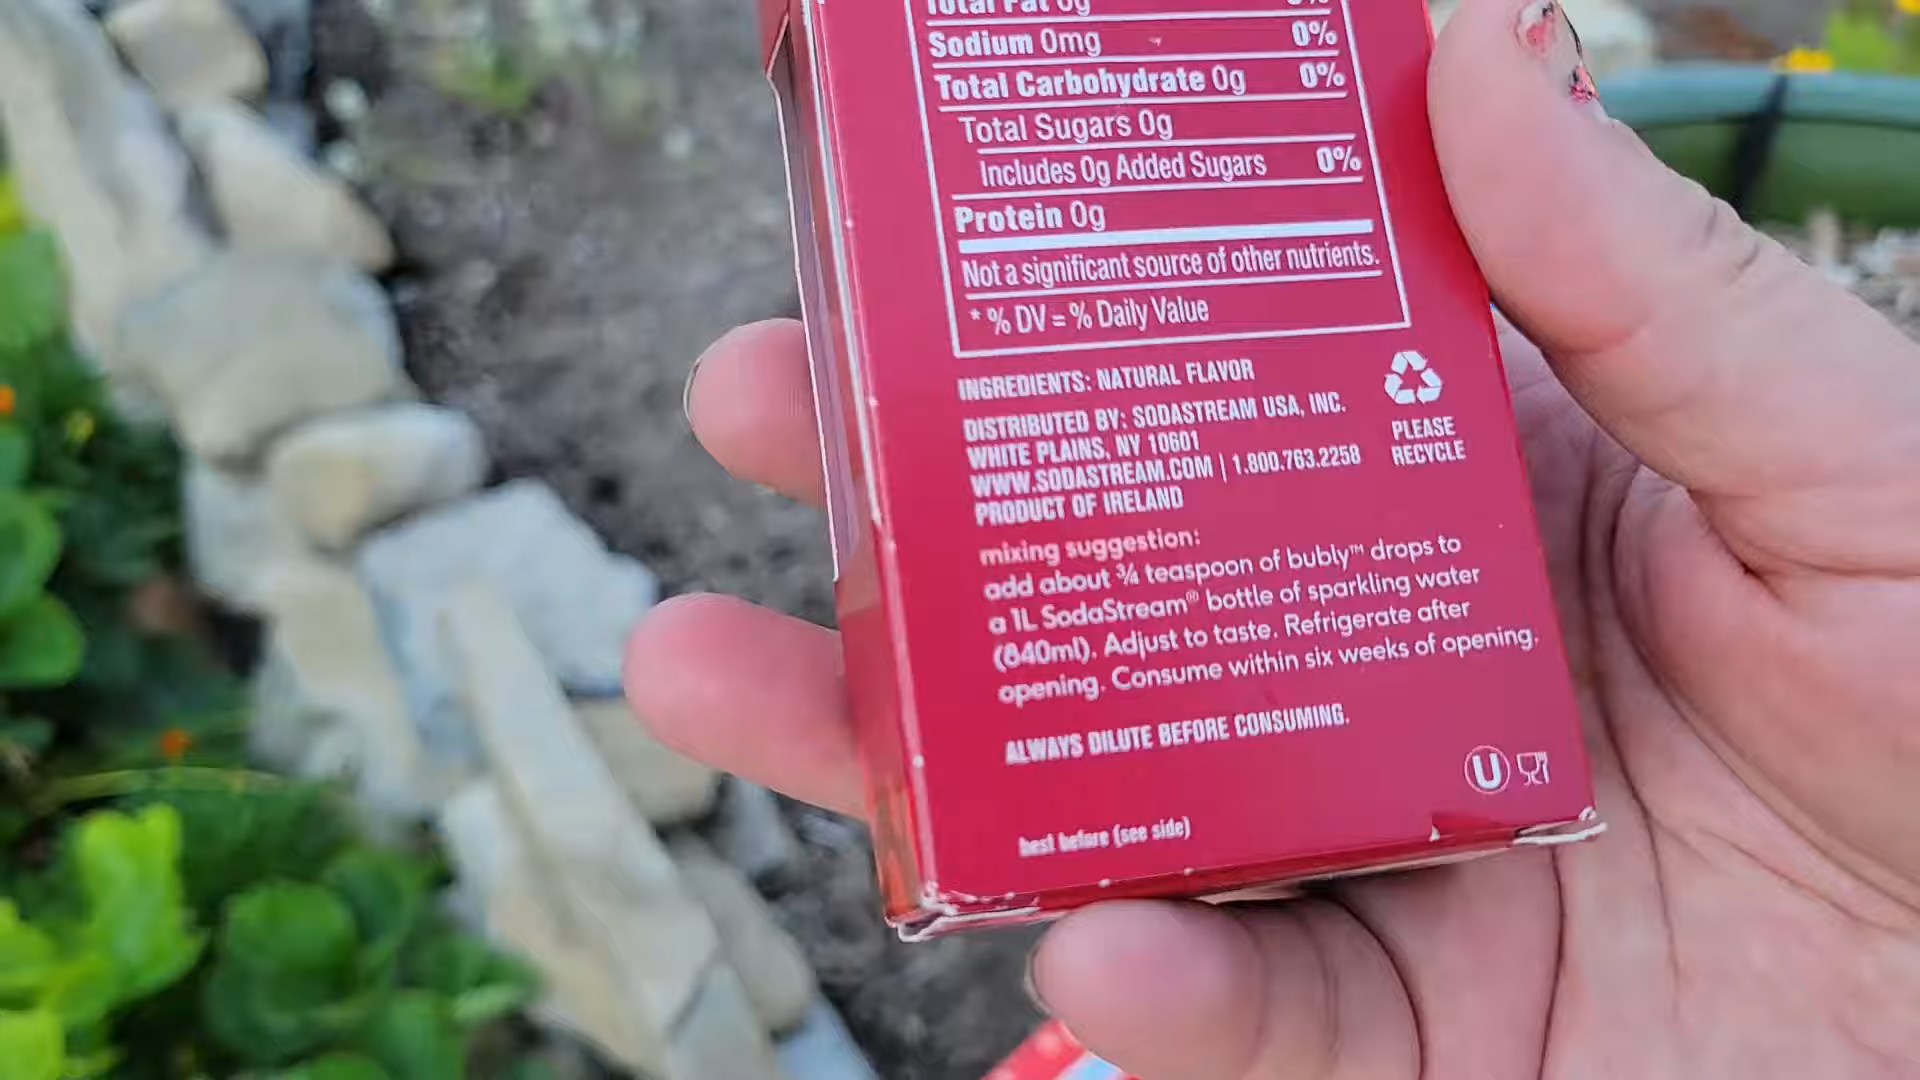 Total Fat 0g 0%
Sodium 0mg 0%
Total Carbohydrate 0g 0%
Total Sugars 0g
Includes 0g Added Sugars 0%
Protein 0g
Not a significant source of other nutrients.
* % DV = % Daily Value
INGREDIENTS: NATURAL FLAVOR
DISTRIBUTED BY: SODASTREAM USA, INC.
WHITE PLAINS, NY 10601
WWW.SODASTREAM.COM | 1.800.763.2258
PRODUCT OF IRELAND
PLEASE
RECYCLE
mixing suggestion:
add about ¾ teaspoon of bubly™ drops to
a 1L SodaStream® bottle of sparkling water
(840ml). Adjust to taste. Refrigerate after
opening. Consume within six weeks of opening.
ALWAYS DILUTE BEFORE CONSUMING.
U
best before (see side)